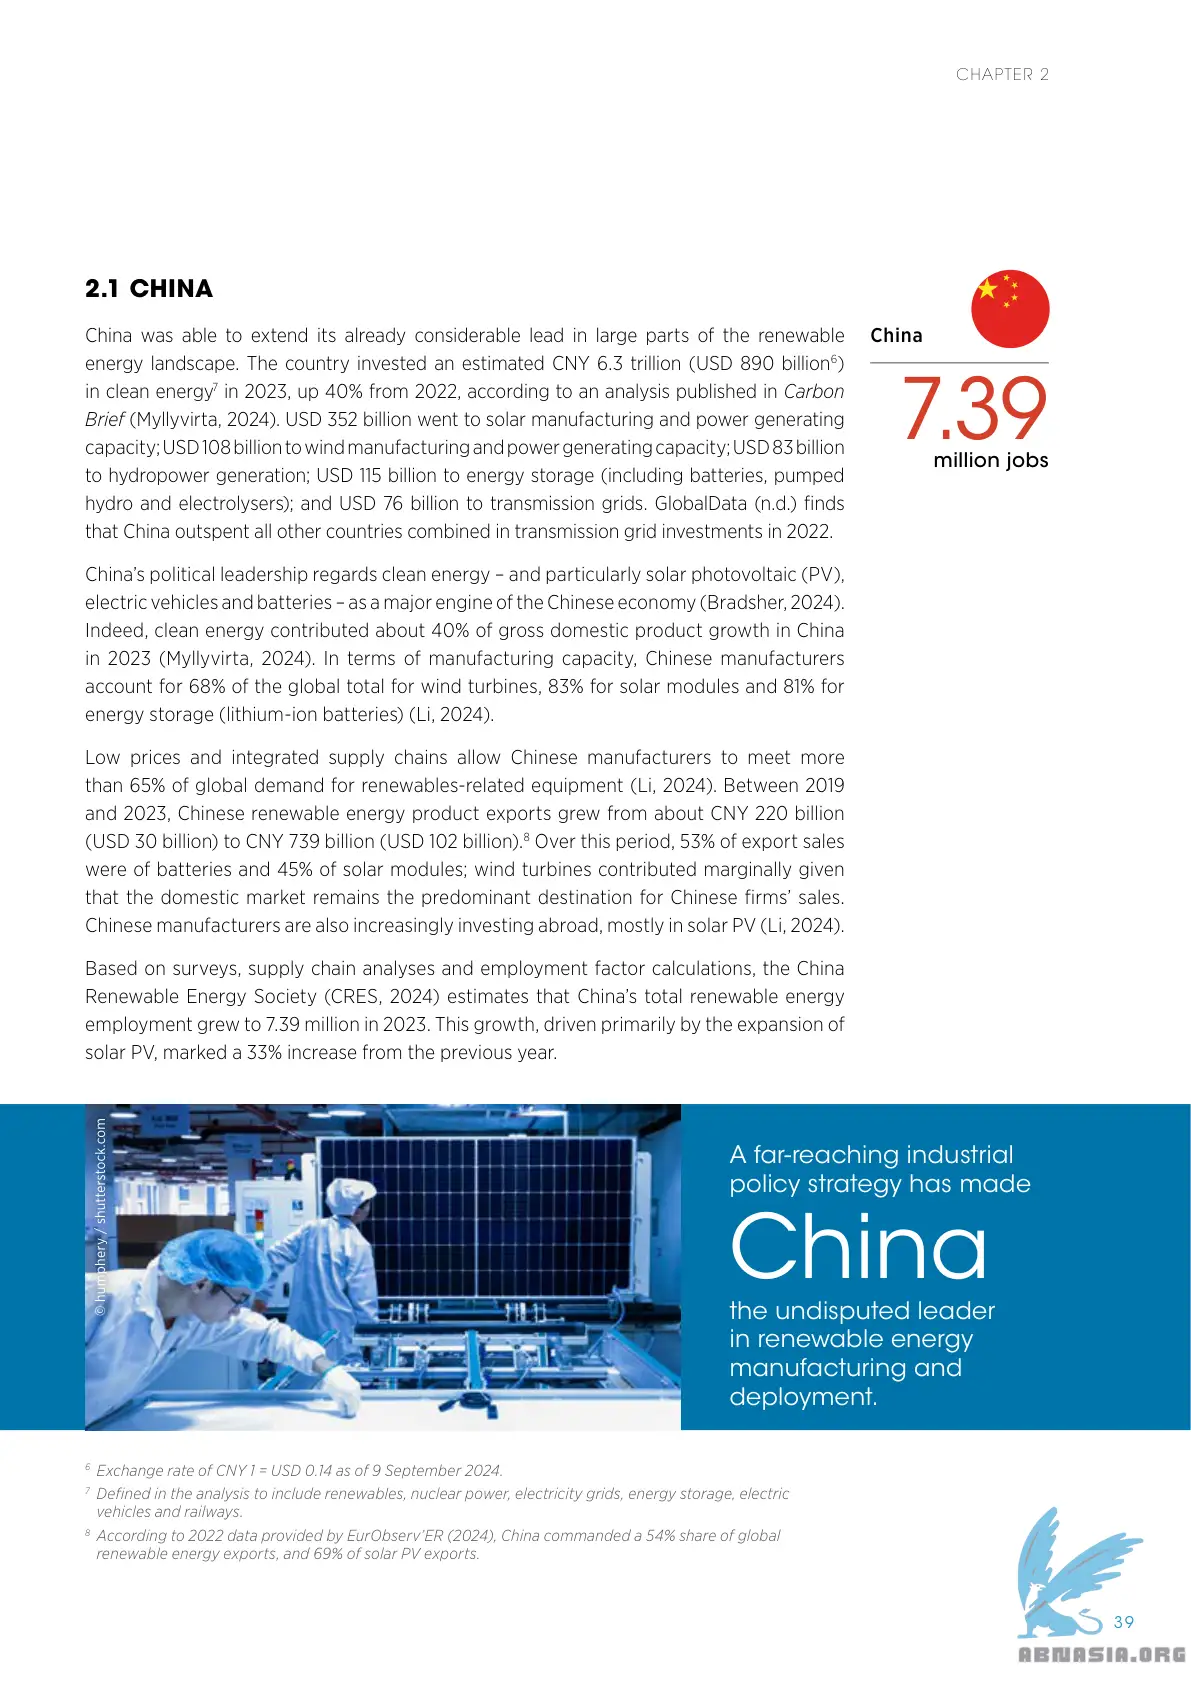 CHAPTER 2
2.1 CHINA
China was able to extend its already considerable lead in large parts of the renewable
energy landscape. The country invested an estimated CNY 6.3 trillion (USD 890 billion⁶)
in clean energy⁷ in 2023, up 40% from 2022, according to an analysis published in Carbon
Brief (Myllyvirta, 2024). USD 352 billion went to solar manufacturing and power generating
capacity; USD 108 billion to wind manufacturing and power generating capacity; USD 83 billion
to hydropower generation; USD 115 billion to energy storage (including batteries, pumped
hydro and electrolysers); and USD 76 billion to transmission grids. GlobalData (n.d.) finds
that China outspent all other countries combined in transmission grid investments in 2022.
China’s political leadership regards clean energy – and particularly solar photovoltaic (PV),
electric vehicles and batteries – as a major engine of the Chinese economy (Bradsher, 2024).
Indeed, clean energy contributed about 40% of gross domestic product growth in China
in 2023 (Myllyvirta, 2024). In terms of manufacturing capacity, Chinese manufacturers
account for 68% of the global total for wind turbines, 83% for solar modules and 81% for
energy storage (lithium-ion batteries) (Li, 2024).
Low prices and integrated supply chains allow Chinese manufacturers to meet more
than 65% of global demand for renewables-related equipment (Li, 2024). Between 2019
and 2023, Chinese renewable energy product exports grew from about CNY 220 billion
(USD 30 billion) to CNY 739 billion (USD 102 billion).⁸ Over this period, 53% of export sales
were of batteries and 45% of solar modules; wind turbines contributed marginally given
that the domestic market remains the predominant destination for Chinese firms’ sales.
Chinese manufacturers are also increasingly investing abroad, mostly in solar PV (Li, 2024).
Based on surveys, supply chain analyses and employment factor calculations, the China
Renewable Energy Society (CRES, 2024) estimates that China’s total renewable energy
employment grew to 7.39 million in 2023. This growth, driven primarily by the expansion of
solar PV, marked a 33% increase from the previous year.
China
7.39
million jobs
© humphery / shutterstock.com
A far-reaching industrial
policy strategy has made
China
the undisputed leader
in renewable energy
manufacturing and
deployment.
⁶ Exchange rate of CNY 1 = USD 0.14 as of 9 September 2024.
⁷ Defined in the analysis to include renewables, nuclear power, electricity grids, energy storage, electric
vehicles and railways.
⁸ According to 2022 data provided by EurObserv’ER (2024), China commanded a 54% share of global
renewable energy exports, and 69% of solar PV exports.
39
ABNASIA.ORG